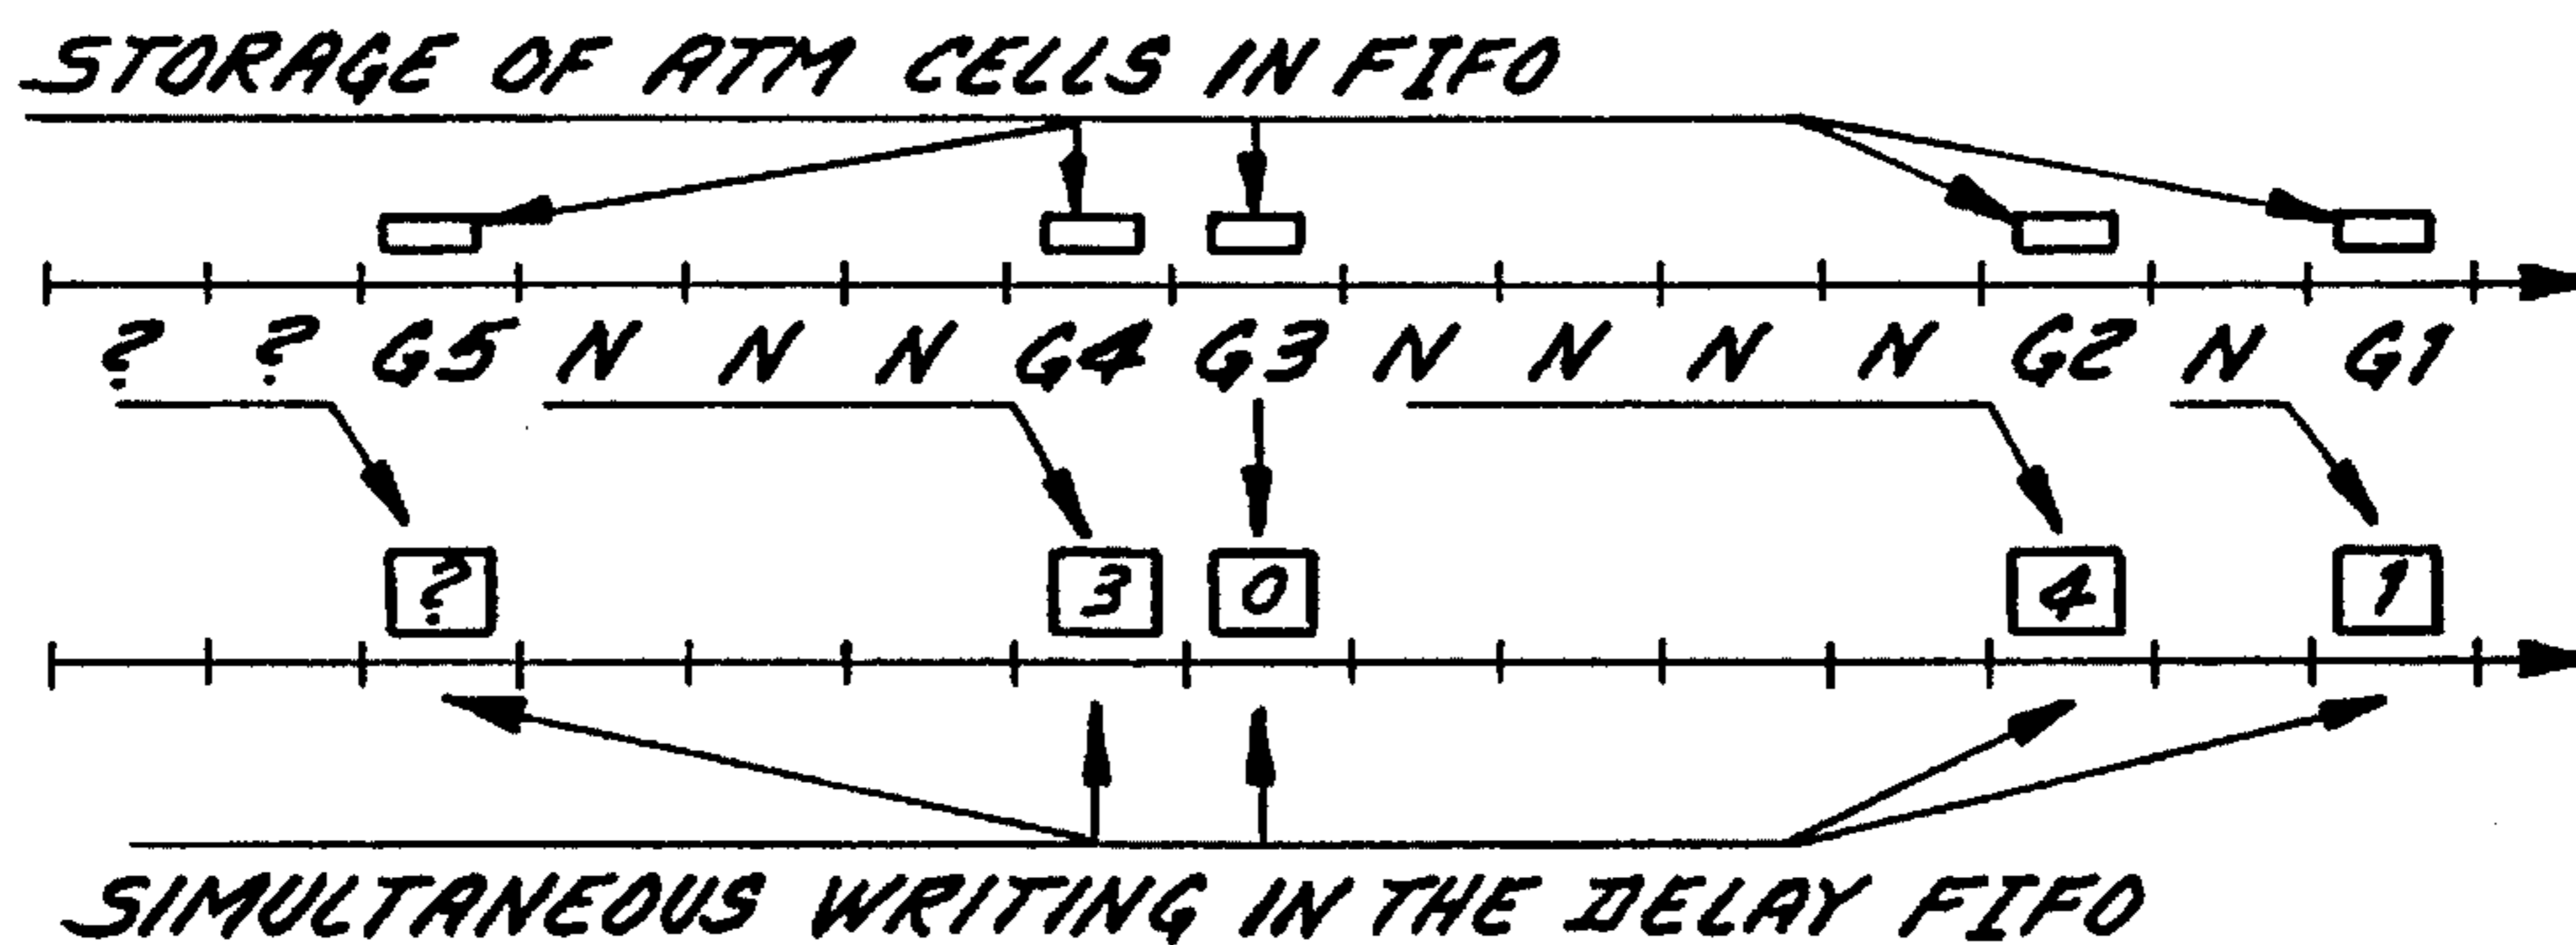 STORAGE OF ATM CELLS IN FIFO
? ? G5 N N N G4 G3 N N N N G2 N G1
? 3 0 4 1
SIMULTANEOUS WRITING IN THE DELAY FIFO